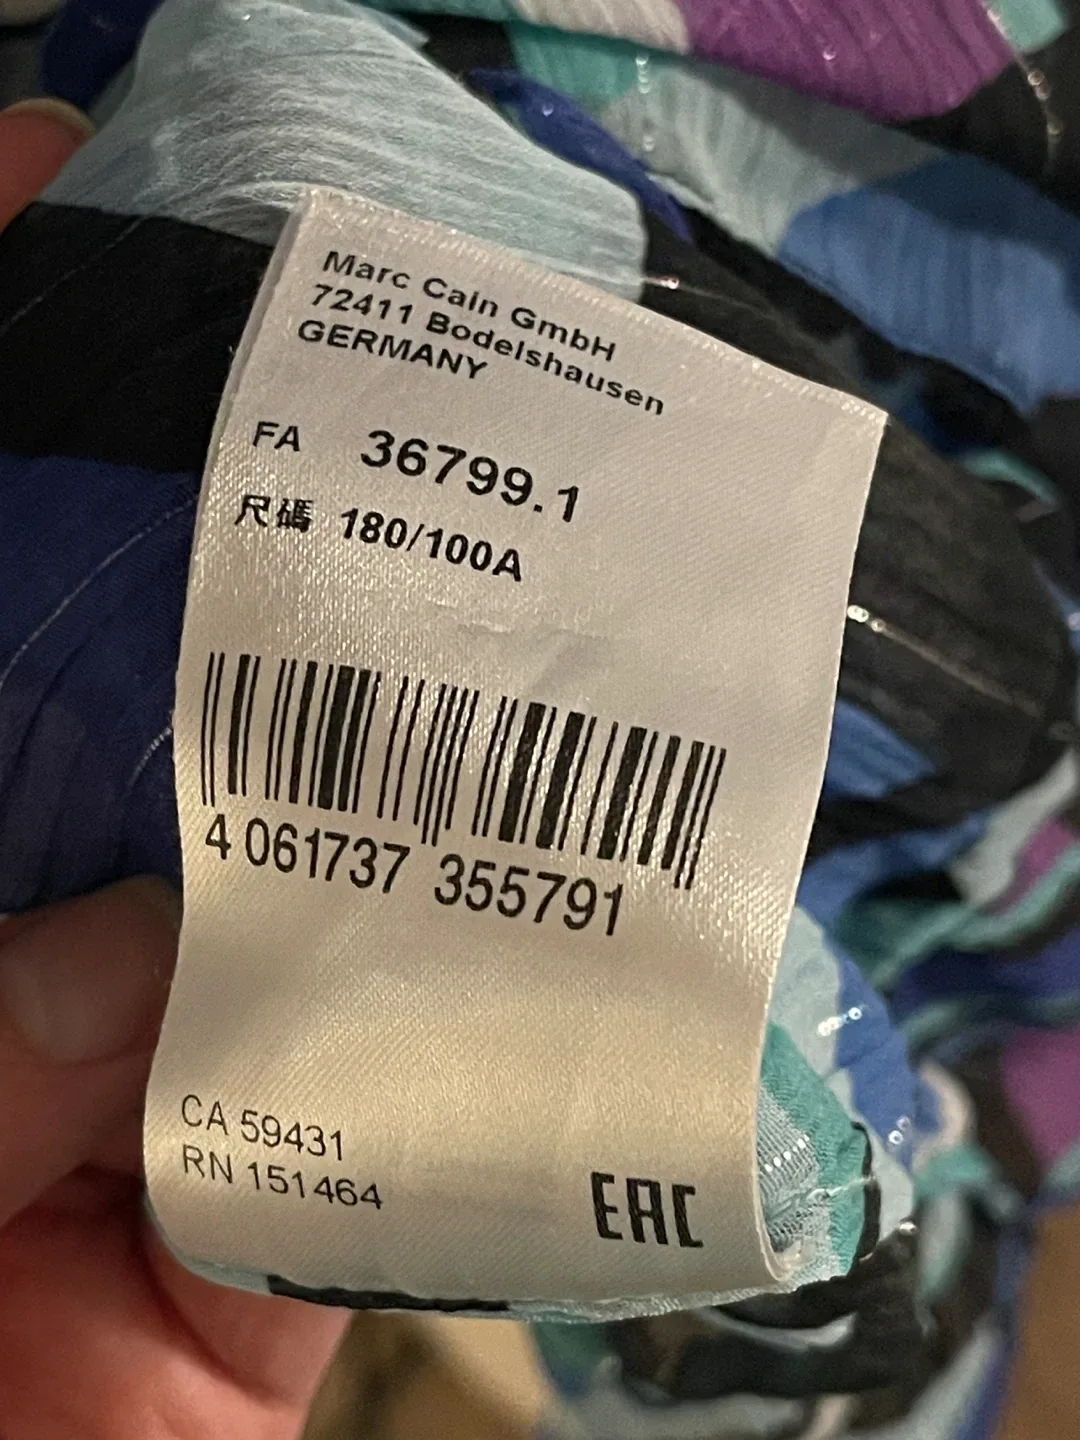 Marc Cain GmbH
72411 Bodelshausen
GERMANY
FA 36799.1
尺碼 180/100A
4 061737 355791
CA 59431
RN 151464
EAC